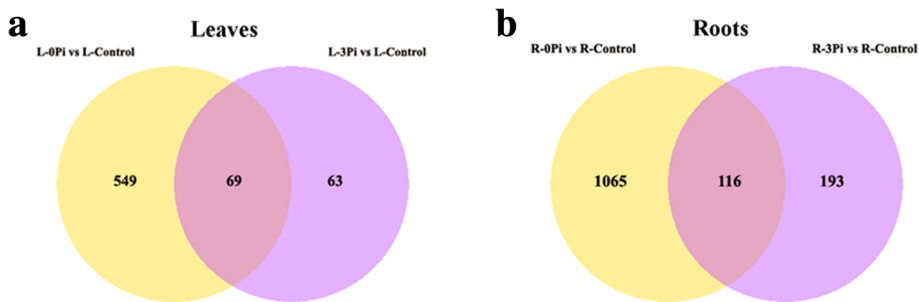 a
Leaves
L-0Pi vs L-Control
L-3Pi vs L-Control
549
69
63
b
Roots
R-0Pi vs R-Control
R-3Pi vs R-Control
1065
116
193